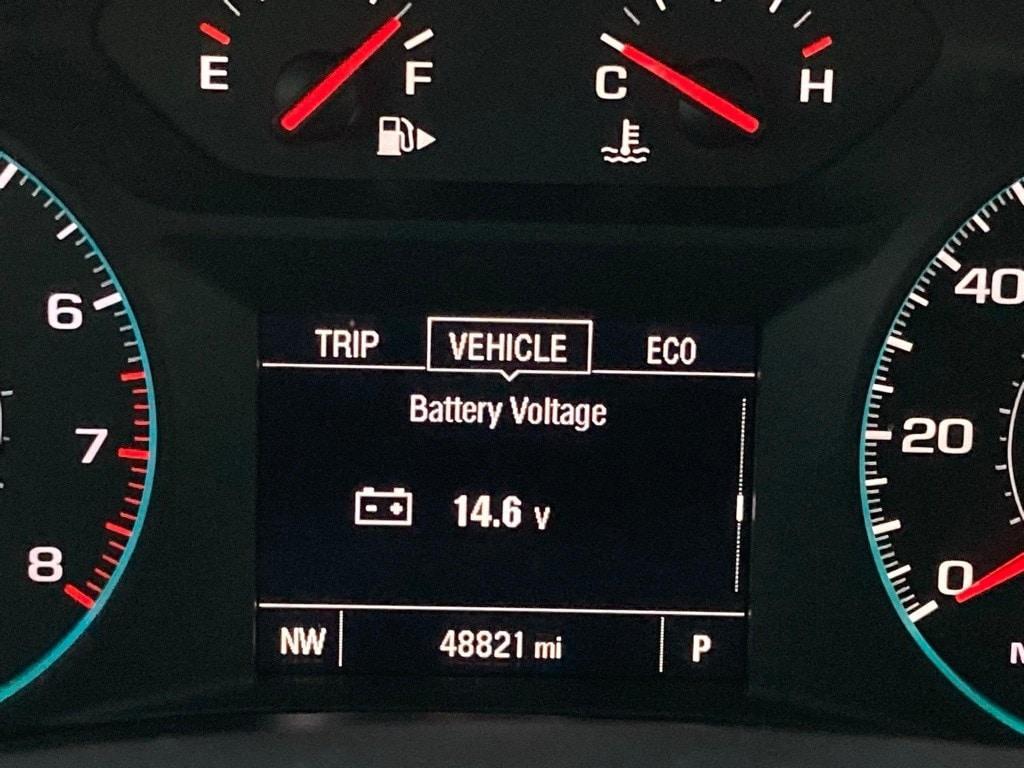 E F C H
6
7
8
40
20
0
TRIP VEHICLE ECO
Battery Voltage
14.6 V
NW 48821 mi P